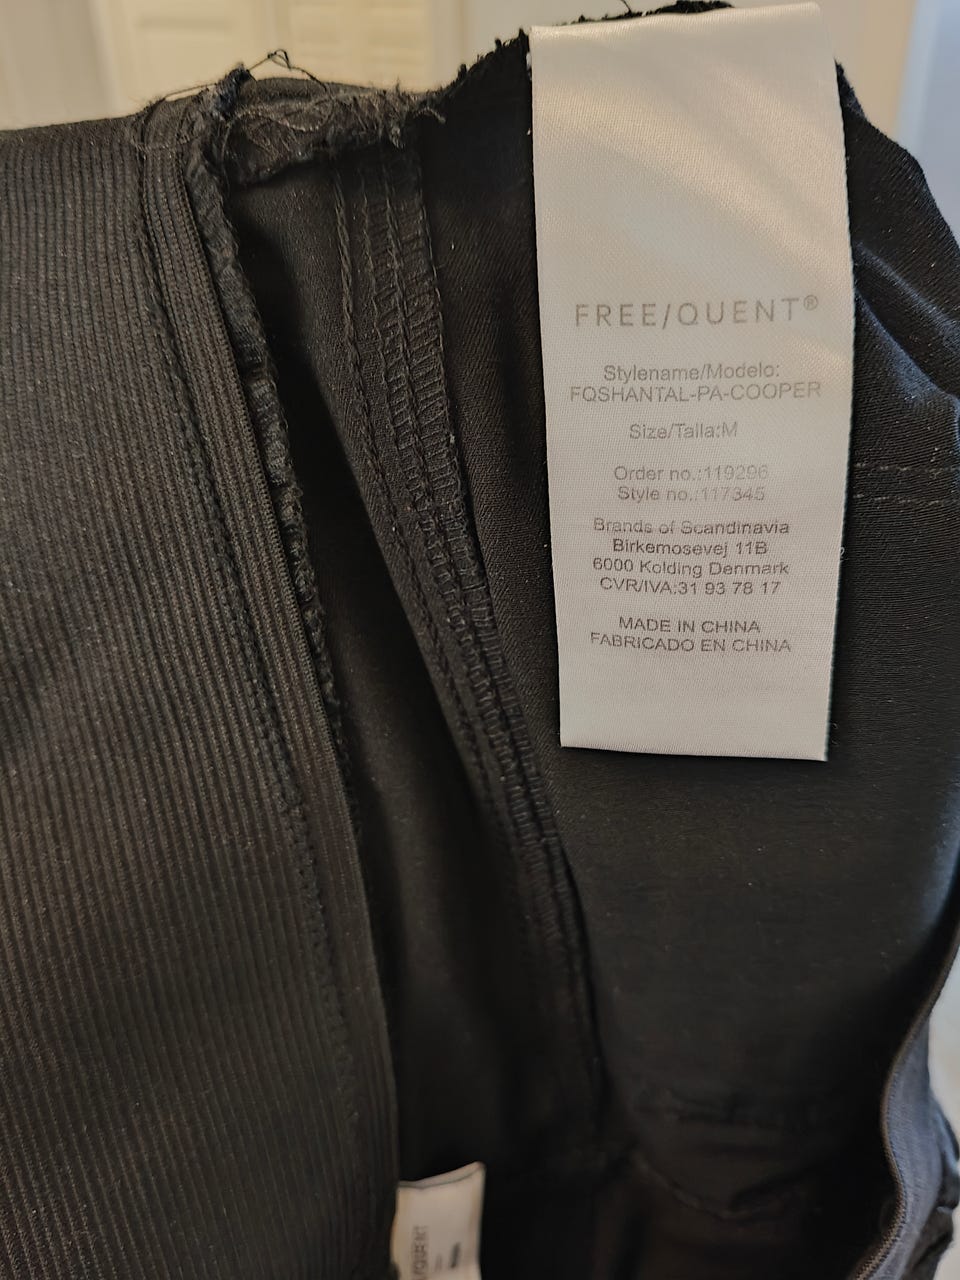 FREE/QUENT®
Stylename/Modelo:
FQSHANTAL-PA-COOPER
Size/Talla:M
Order no.:119296
Style no.:117345
Brands of Scandinavia
Birkemosevej 11B
6000 Kolding Denmark
CVR/IVA:31 93 78 17
MADE IN CHINA
FABRICADO EN CHINA
/QUENT